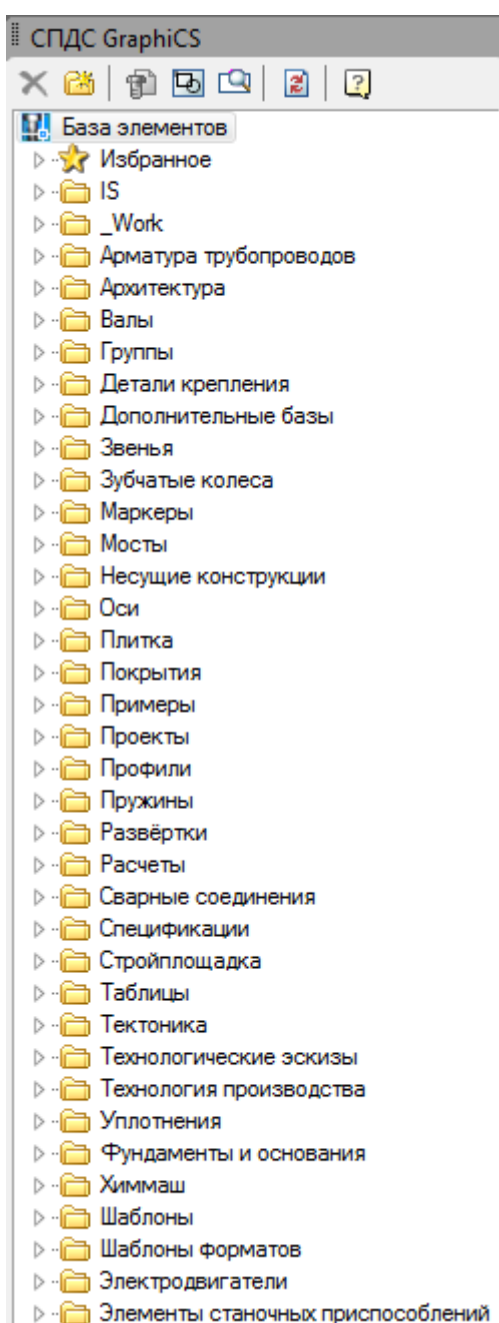 СПДС GraphiCS
База элементов
Избранное
IS
_Work
Арматура трубопроводов
Архитектура
Валы
Группы
Детали крепления
Дополнительные базы
Звенья
Зубчатые колеса
Маркеры
Мосты
Несущие конструкции
Оси
Плитка
Покрытия
Примеры
Проекты
Профили
Пружины
Развёртки
Расчеты
Сварные соединения
Спецификации
Стройплощадка
Таблицы
Тектоника
Технологические эскизы
Технология производства
Уплотнения
Фундаменты и основания
Химмаш
Шаблоны
Шаблоны форматов
Электродвигатели
Элементы станочных приспособлений